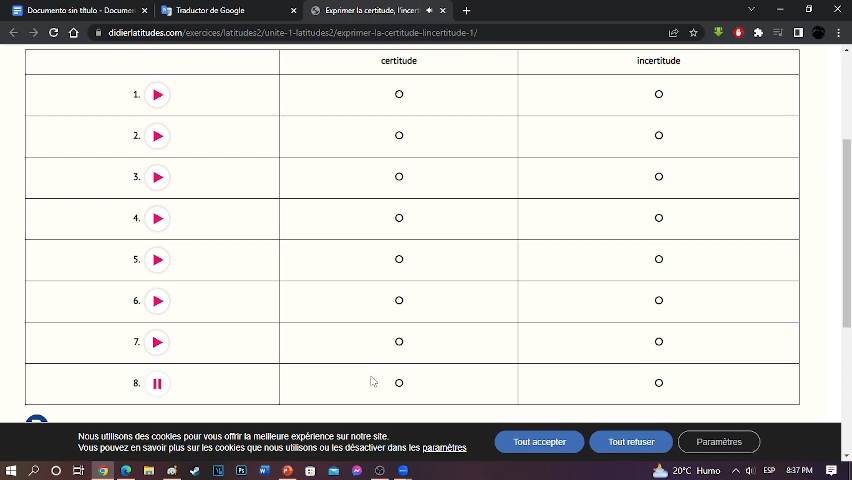 Documento sin título - Documen
Traductor de Google
Exprimer la certitude, l'incert
didierlatitudes.com/exercices/latitudes2/unite-1-latitudes2/exprimer-la-certitude-lincertitude-1/
certitude incertitude
1.
2.
3.
4.
5.
6.
7.
8.
Nous utilisons des cookies pour vous offrir la meilleure expérience sur notre site.
Vous pouvez en savoir plus sur les cookies que nous utilisons ou les désactiver dans les paramètres
Tout accepter Tout refuser Paramètres
20°C Humo ESP 8:37 PM